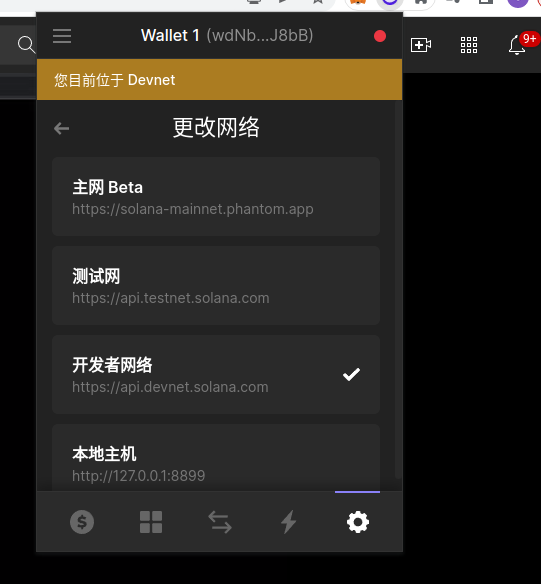 Wallet 1 (wdNb...J8bB)
9+
您目前位于 Devnet
更改网络
主网 Beta
https://solana-mainnet.phantom.app
测试网
https://api.testnet.solana.com
开发者网络
https://api.devnet.solana.com
本地主机
http://127.0.0.1:8899